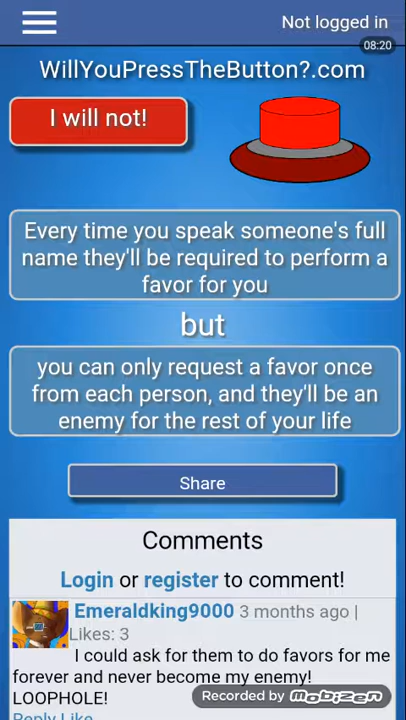 Not logged in
08:20
WillYouPressTheButton?.com
I will not!
Every time you speak someone's full
name they'll be required to perform a
favor for you
but
you can only request a favor once
from each person, and they'll be an
enemy for the rest of your life
Share
Comments
Login or register to comment!
Emeraldking9000 3 months ago |
Likes: 3
I could ask for them to do favors for me
forever and never become my enemy!
LOOPHOLE!
Recorded by mobizen
Reply Like